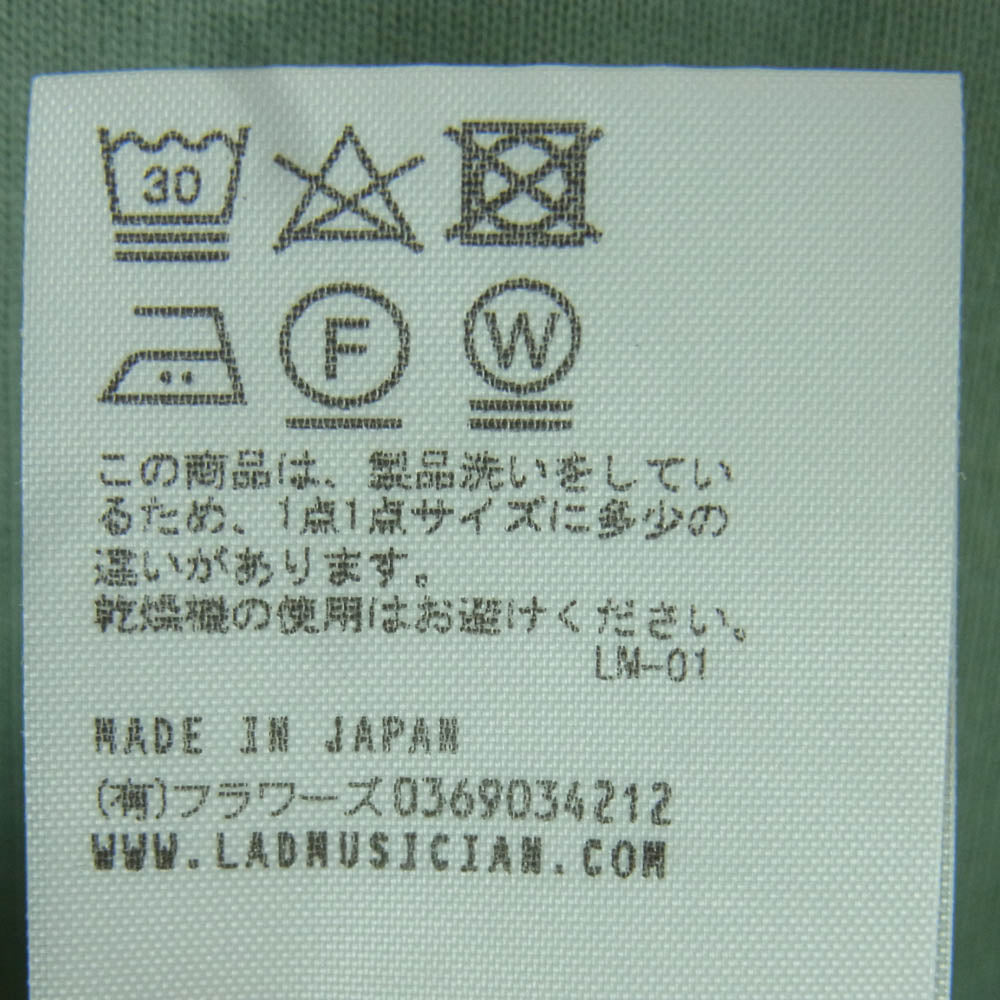 30
F W
この商品は、製品洗いをしてい
るため、1点1点サイズに多少の
違いがあります。
乾燥機の使用はお避けください。
LM-01
MADE IN JAPAN
(有)フラワーズ0369034212
WWW.LADMUSICIAN.COM